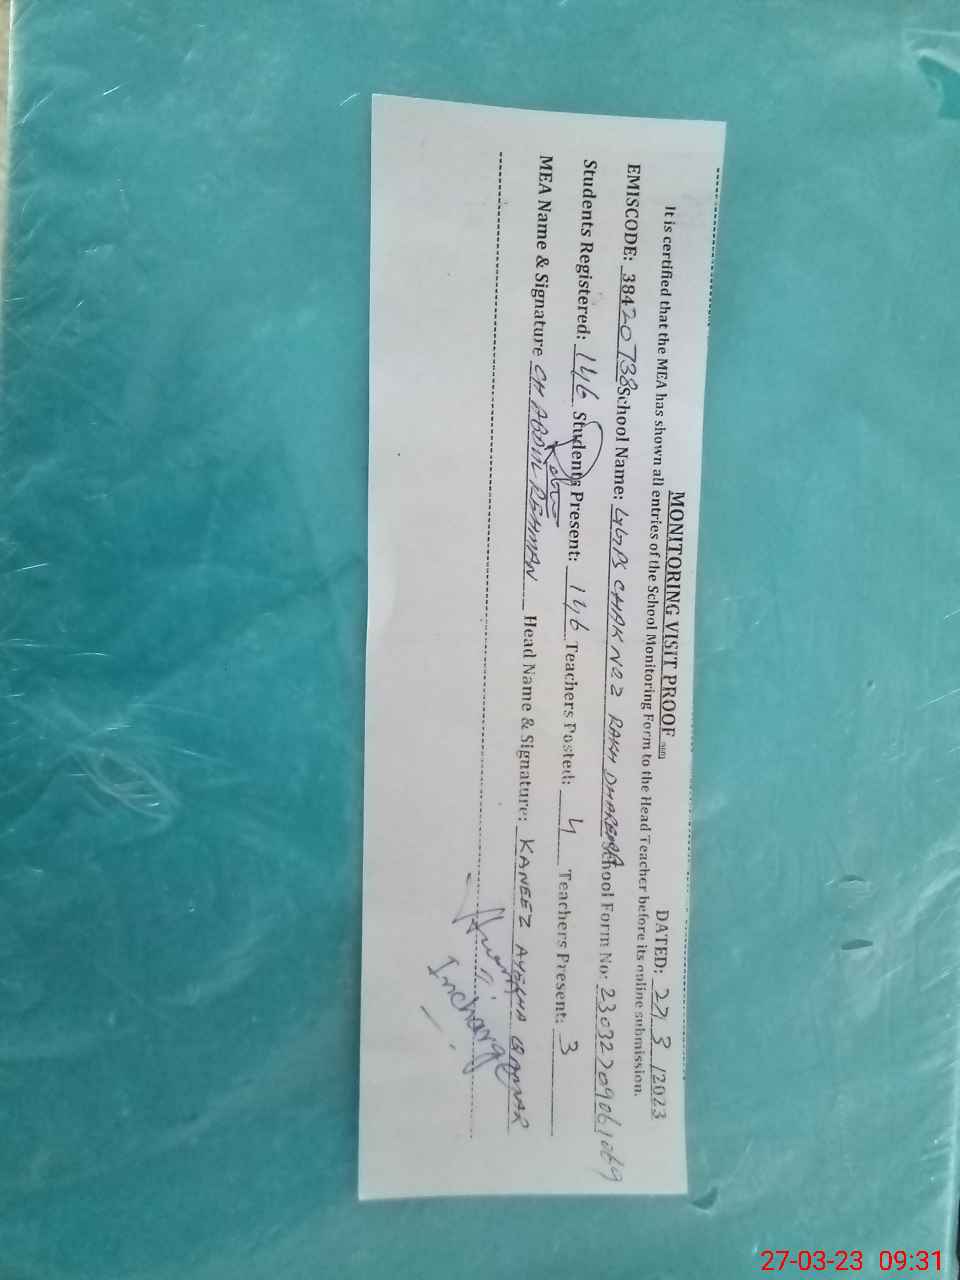 MONITORING VISIT PROOF
DATED: 27 3 /2023
It is certified that the MEA has shown all entries of the School Monitoring Form to the Head Teacher before its online submission.
EMISCODE: 38420738 School Name: GGPS CHAK NO 2 RAKH DHAREMA School Form No: 2303270906 1069
Students Registered: 146 Students Present: 146 Teachers Posted: 4 Teachers Present: 3
MEA Name & Signature CH ABDUL REHMAN Head Name & Signature: KANEEZ AYESHA
Incharge
27-03-23 09:31